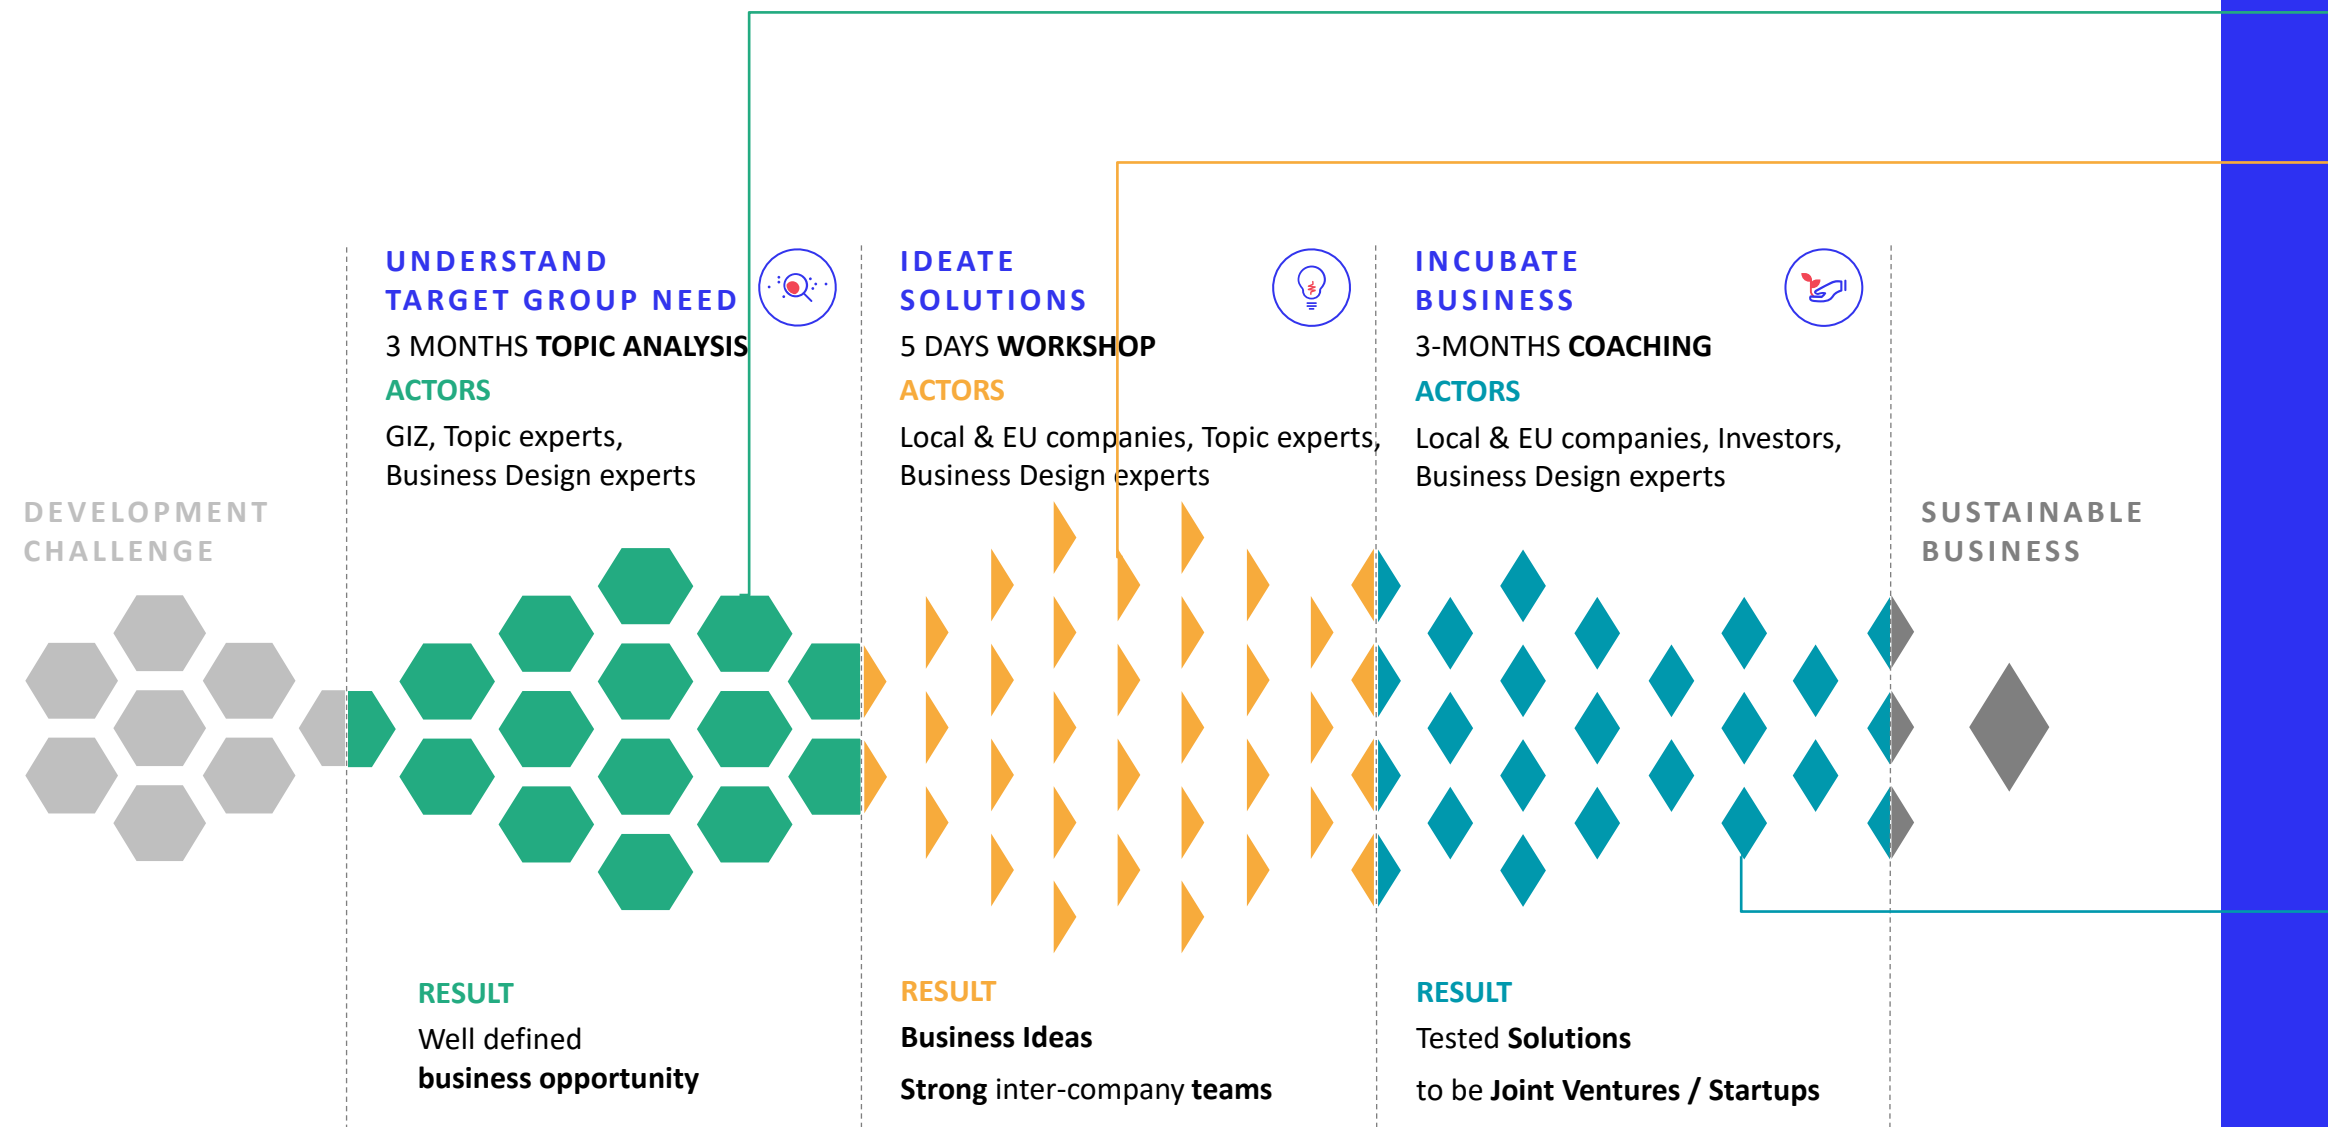 DEVELOPMENT
CHALLENGE
UNDERSTAND
TARGET GROUP NEED
3 MONTHS TOPIC ANALYSIS
ACTORS
GIZ, Topic experts,
Business Design experts
RESULT
Well defined
business opportunity
IDEATE
SOLUTIONS
5 DAYS WORKSHOP
ACTORS
Local & EU companies, Topic experts,
Business Design experts
RESULT
Business Ideas
Strong inter-company teams
INCUBATE
BUSINESS
3-MONTHS COACHING
ACTORS
Local & EU companies, Investors,
Business Design experts
RESULT
Tested Solutions
to be Joint Ventures / Startups
SUSTAINABLE
BUSINESS